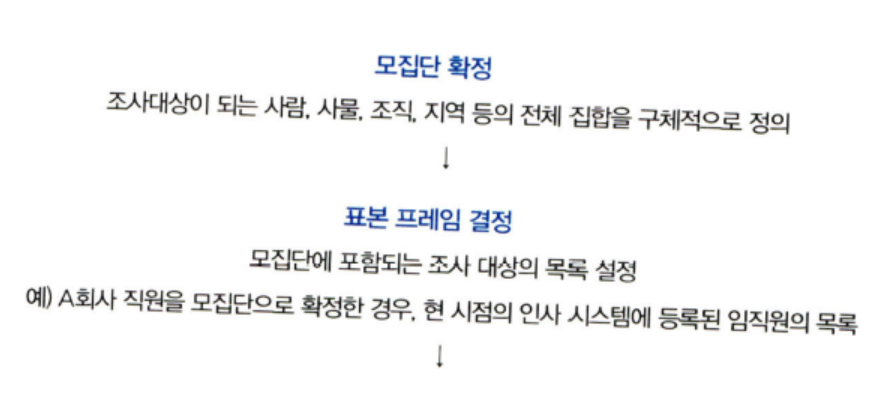 모집단 확정
조사대상이 되는 사람, 사물, 조직, 지역 등의 전체 집합을 구체적으로 정의
↓
표본 프레임 결정
모집단에 포함되는 조사 대상의 목록 설정
예) A회사 직원을 모집단으로 확정한 경우, 현 시점의 인사 시스템에 등록된 임직원의 목록
↓